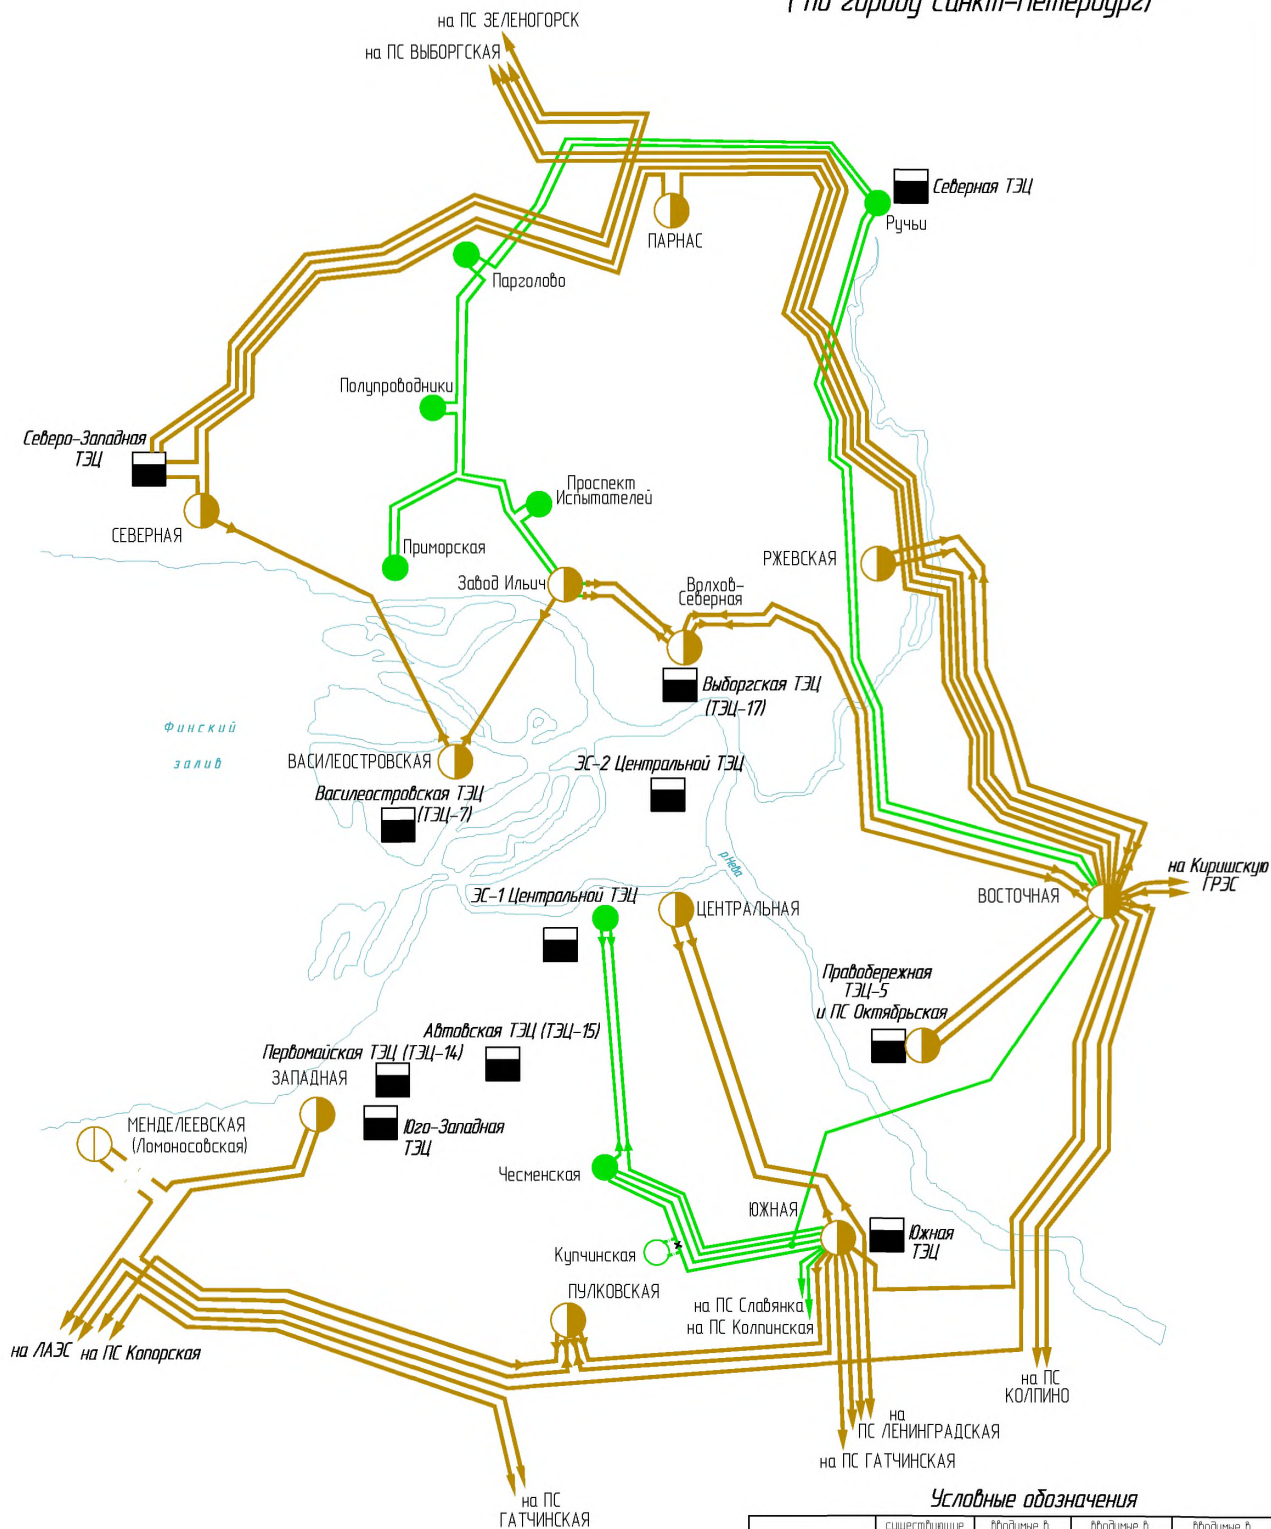 (по городу Санкт-Петербург)
на ПС ЗЕЛЕНОГОРСК
на ПС ВЫБОРГСКАЯ
Северная ТЭЦ
Ручьи
ПАРНАС
Парголово
Полупроводники
Северо-Западная
ТЭЦ
Проспект
Испытателей
СЕВЕРНАЯ
Приморская
РЖЕВСКАЯ
Завод Ильич
Волхов-
Северная
Выборгская ТЭЦ
(ТЭЦ-17)
Финский
залив
ВАСИЛЕОСТРОВСКАЯ
ЭС-2 Центральной ТЭЦ
Василеостровская ТЭЦ
(ТЭЦ-7)
р.Нева
на Киришскую
ГРЭС
ВОСТОЧНАЯ
ЭС-1 Центральной ТЭЦ
ЦЕНТРАЛЬНАЯ
Правобережная
ТЭЦ-5
и ПС Октябрьская
Автовская ТЭЦ (ТЭЦ-15)
Первомайская ТЭЦ (ТЭЦ-14)
ЗАПАДНАЯ
МЕНДЕЛЕЕВСКАЯ
(Ломоносовская)
Юго-Западная
ТЭЦ
Чесменская
ЮЖНАЯ
Южная
ТЭЦ
Купчинская
ПУЛКОВСКАЯ
на ПС Славянка
на ПС Колпинская
на ЛАЭС
на ПС Копорская
на ПС
КОЛПИНО
на
ПС ЛЕНИНГРАДСКАЯ
на ПС ГАТЧИНСКАЯ
на ПС
ГАТЧИНСКАЯ
Условные обозначения
существующие
вводимые в
вводимые в
вводимые в